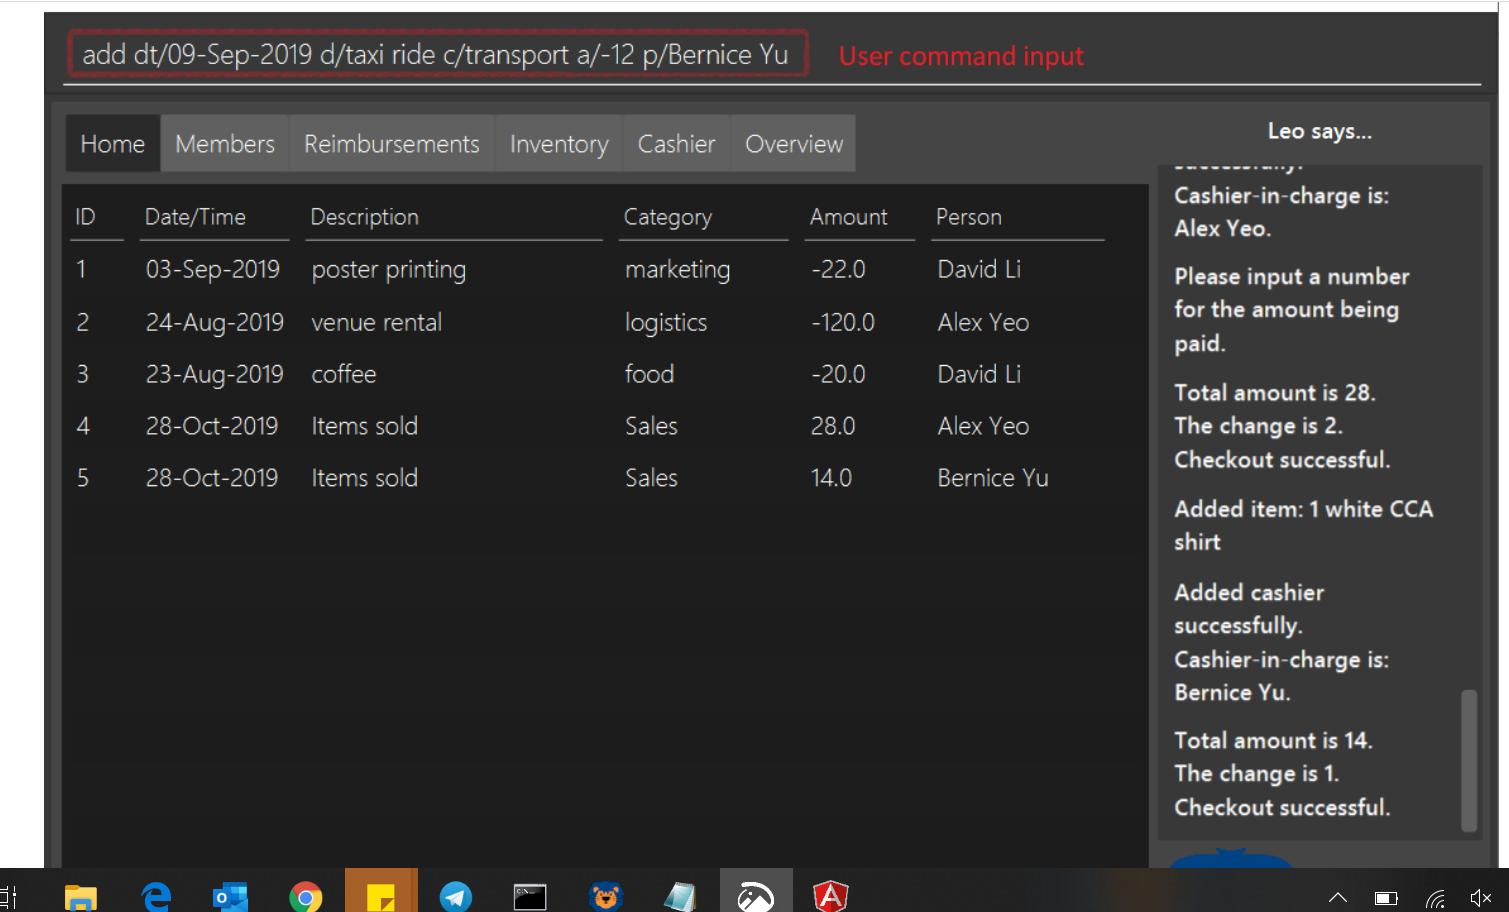 add dt/09-Sep-2019 d/taxi ride c/transport a/-12 p/Bernice Yu User command input
Home Members Reimbursements Inventory Cashier Overview
ID Date/Time Description Category Amount Person
1 03-Sep-2019 poster printing marketing -22.0 David Li
2 24-Aug-2019 venue rental logistics -120.0 Alex Yeo
3 23-Aug-2019 coffee food -20.0 David Li
4 28-Oct-2019 Items sold Sales 28.0 Alex Yeo
5 28-Oct-2019 Items sold Sales 14.0 Bernice Yu
Leo says...
successfully.
Cashier-in-charge is:
Alex Yeo.
Please input a number
for the amount being
paid.
Total amount is 28.
The change is 2.
Checkout successful.
Added item: 1 white CCA
shirt
Added cashier
successfully.
Cashier-in-charge is:
Bernice Yu.
Total amount is 14.
The change is 1.
Checkout successful.